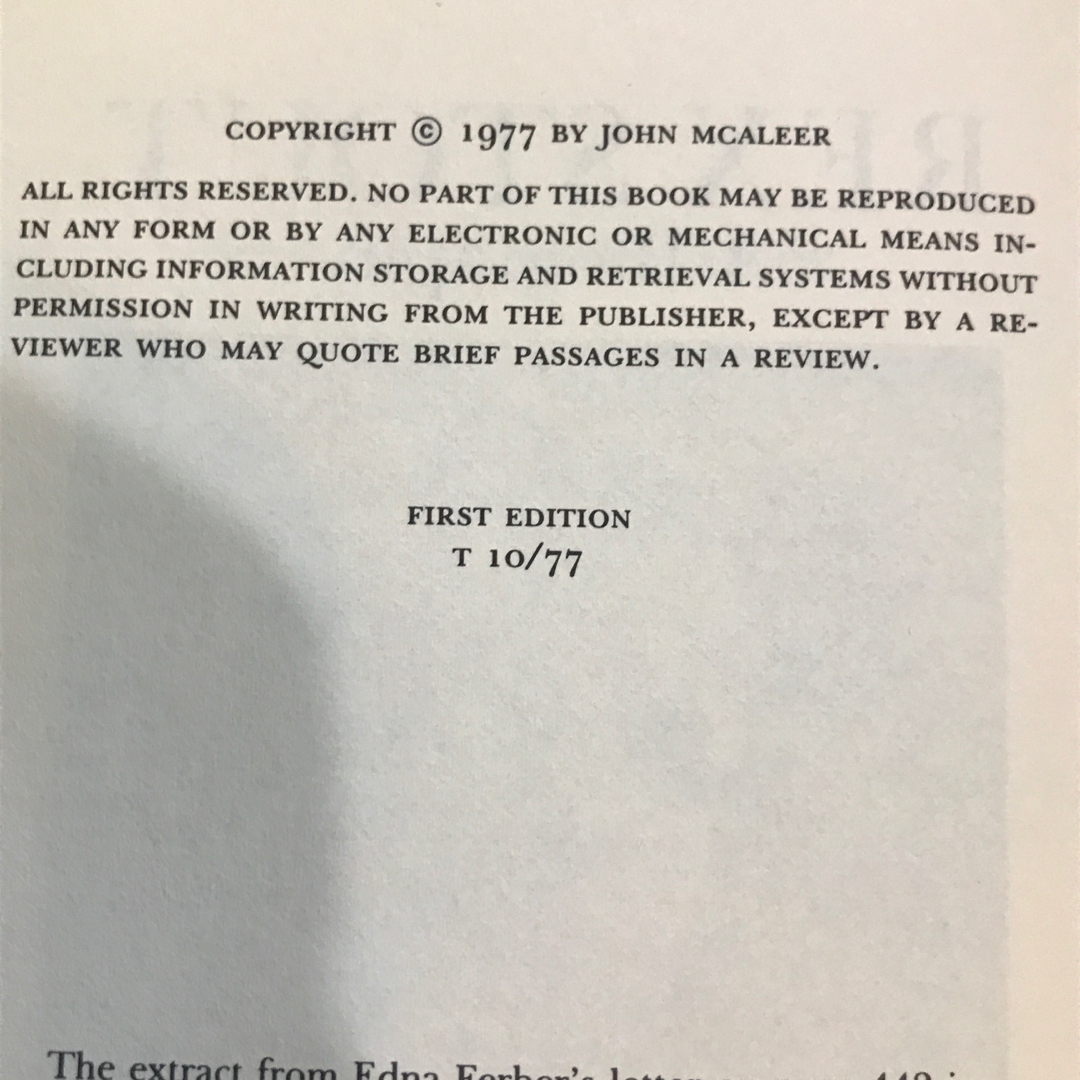 COPYRIGHT © 1977 BY JOHN MCALEER
ALL RIGHTS RESERVED. NO PART OF THIS BOOK MAY BE REPRODUCED
IN ANY FORM OR BY ANY ELECTRONIC OR MECHANICAL MEANS IN-
CLUDING INFORMATION STORAGE AND RETRIEVAL SYSTEMS WITHOUT
PERMISSION IN WRITING FROM THE PUBLISHER, EXCEPT BY A RE-
VIEWER WHO MAY QUOTE BRIEF PASSAGES IN A REVIEW.
FIRST EDITION
T 10/77
The extract from Edna Ferber's letter